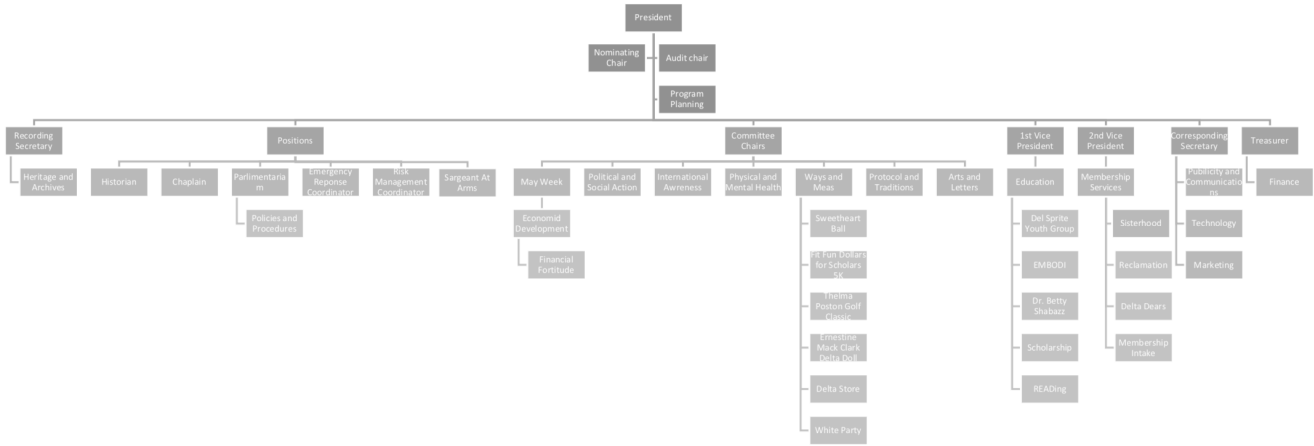 President
Nominating
Chair
Audit chair
Program
Planning
Recording
Secretary
Positions
Committee
Chairs
1st Vice
President
2nd Vice
President
Corresponding
Secretary
Treasurer
Heritage and
Archives
Historian
Chaplain
Parlimentaria
n
Emergency
Reponse
Coordinator
Risk
Management
Coordinator
Sargeant At
Arms
May Week
Political and
Social Action
International
Awreness
Physical and
Mental Health
Ways and
Meas
Protocol and
Traditions
Arts and
Letters
Education
Membership
Services
Publicity and
Communicatio
ns
Finance
Policies and
Procedures
Economid
Development
Sweetheart
Ball
Del Sprite
Youth Group
Sisterhood
Technology
Financial
Fortitude
Fit Fun Dollars
for Scholars
5K
EMBODI
Reclamation
Marketing
Thelma
Poston Golf
Classic
Dr. Betty
Shabazz
Delta Dears
Ernestine
Mack Clark
Delta Doll
Scholarship
Membership
Intake
Delta Store
READing
White Party